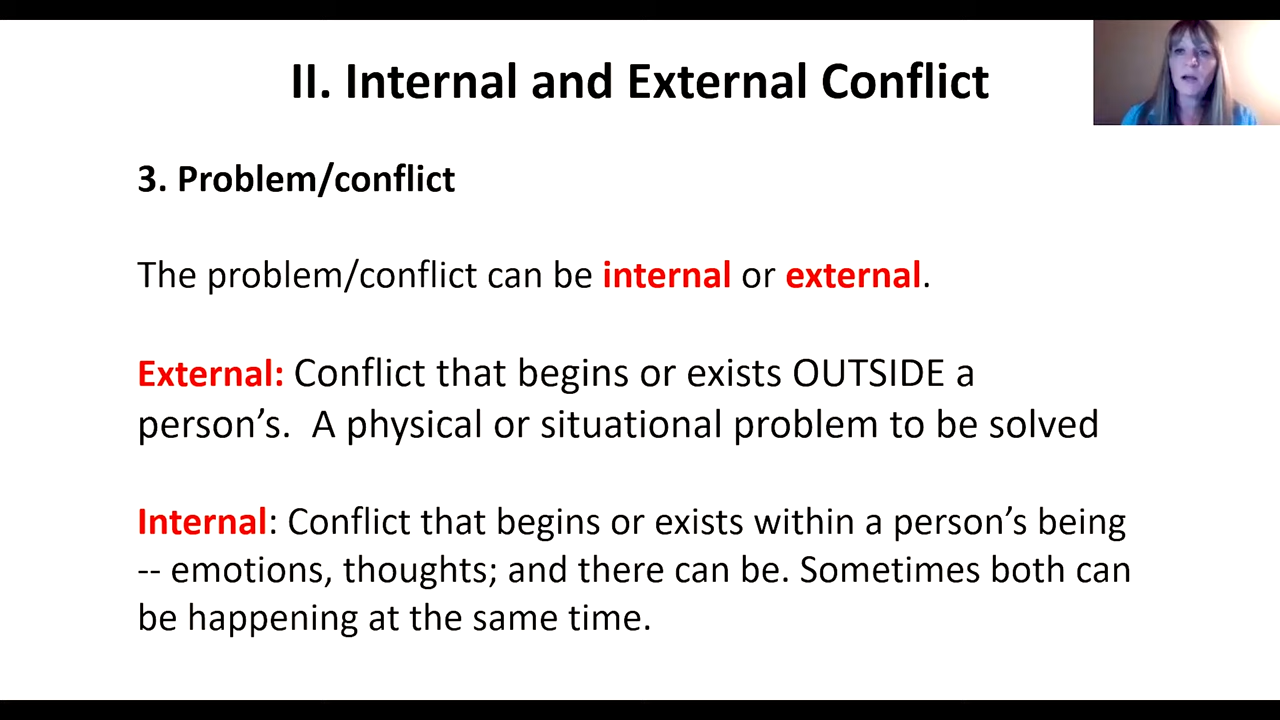 II. Internal and External Conflict
3. Problem/conflict
The problem/conflict can be internal or external.
External: Conflict that begins or exists OUTSIDE a
person’s.  A physical or situational problem to be solved
Internal: Conflict that begins or exists within a person’s being
-- emotions, thoughts; and there can be. Sometimes both can
be happening at the same time.